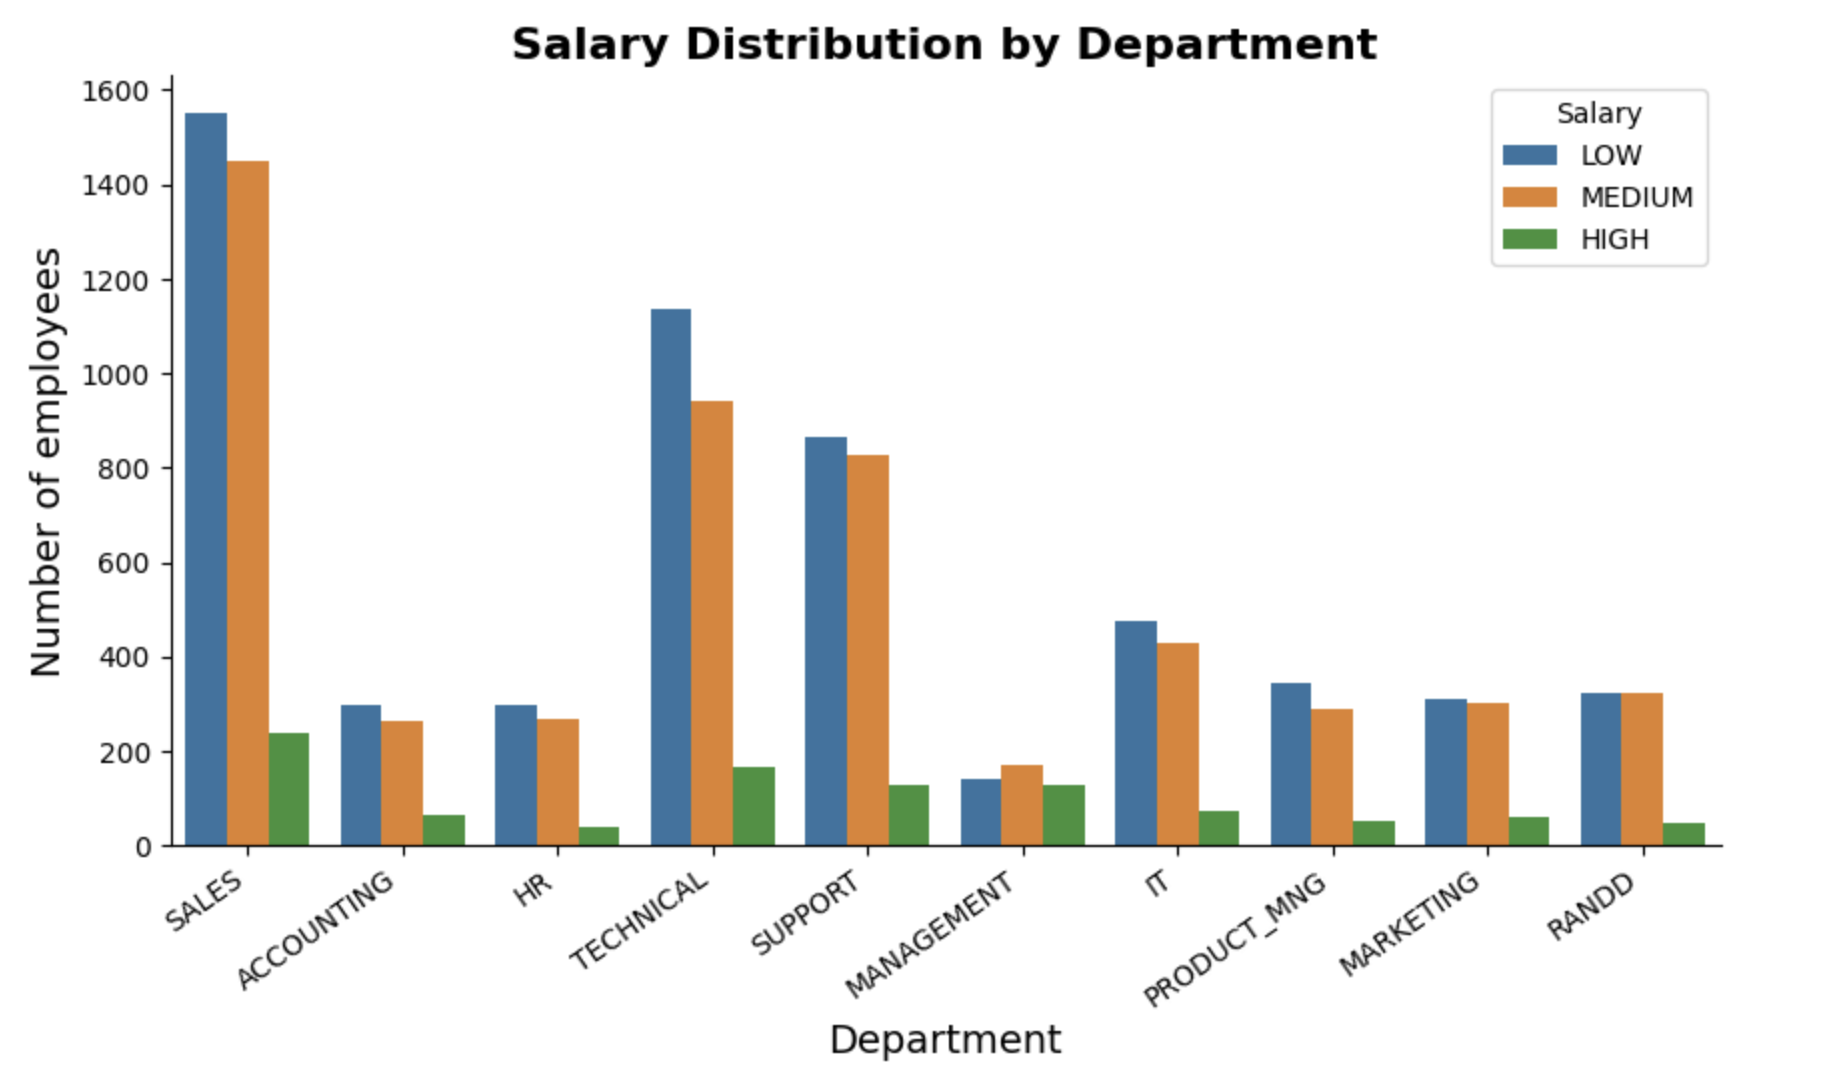 Salary Distribution by Department
Number of employees
1600
1400
1200
1000
800
600
400
200
0
Salary
LOW
MEDIUM
HIGH
SALES
ACCOUNTING
HR
TECHNICAL
SUPPORT
MANAGEMENT
IT
PRODUCT_MNG
MARKETING
RANDD
Department